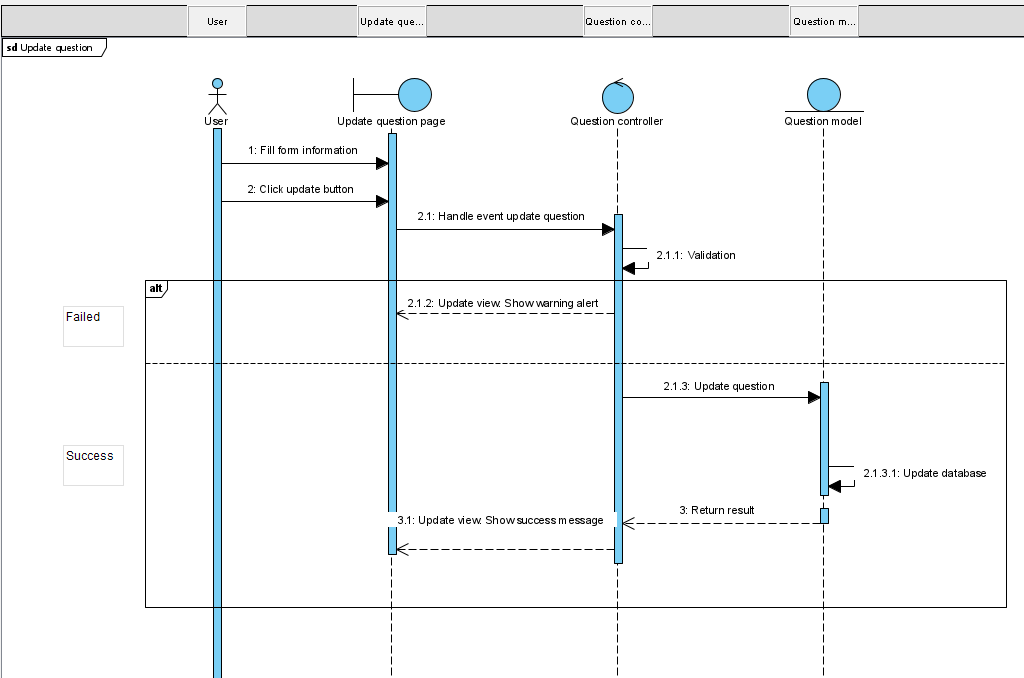 User
Update que...
Question co...
Question m...
sd Update question
User
Update question page
Question controller
Question model
1: Fill form information
2: Click update button
2.1: Handle event update question
2.1.1: Validation
alt
2.1.2: Update view. Show warning alert
Failed
2.1.3: Update question
Success
2.1.3.1: Update database
3: Return result
3.1: Update view. Show success message